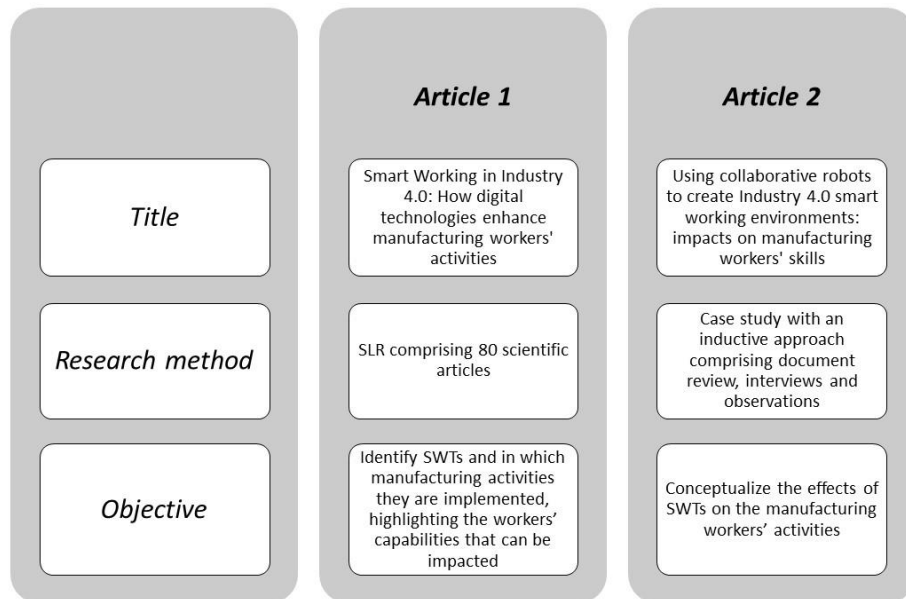 Article 1
Article 2
Title
Smart Working in Industry
4.0: How digital
technologies enhance
manufacturing workers'
activities
Using collaborative robots
to create Industry 4.0 smart
working environments:
impacts on manufacturing
workers' skills
Research method
SLR comprising 80 scientific
articles
Case study with an
inductive approach
comprising document
review, interviews and
observations
Objective
Identify SWTs and in which
manufacturing activities
they are implemented,
highlighting the workers’
capabilities that can be
impacted
Conceptualize the effects of
SWTs on the manufacturing
workers’ activities